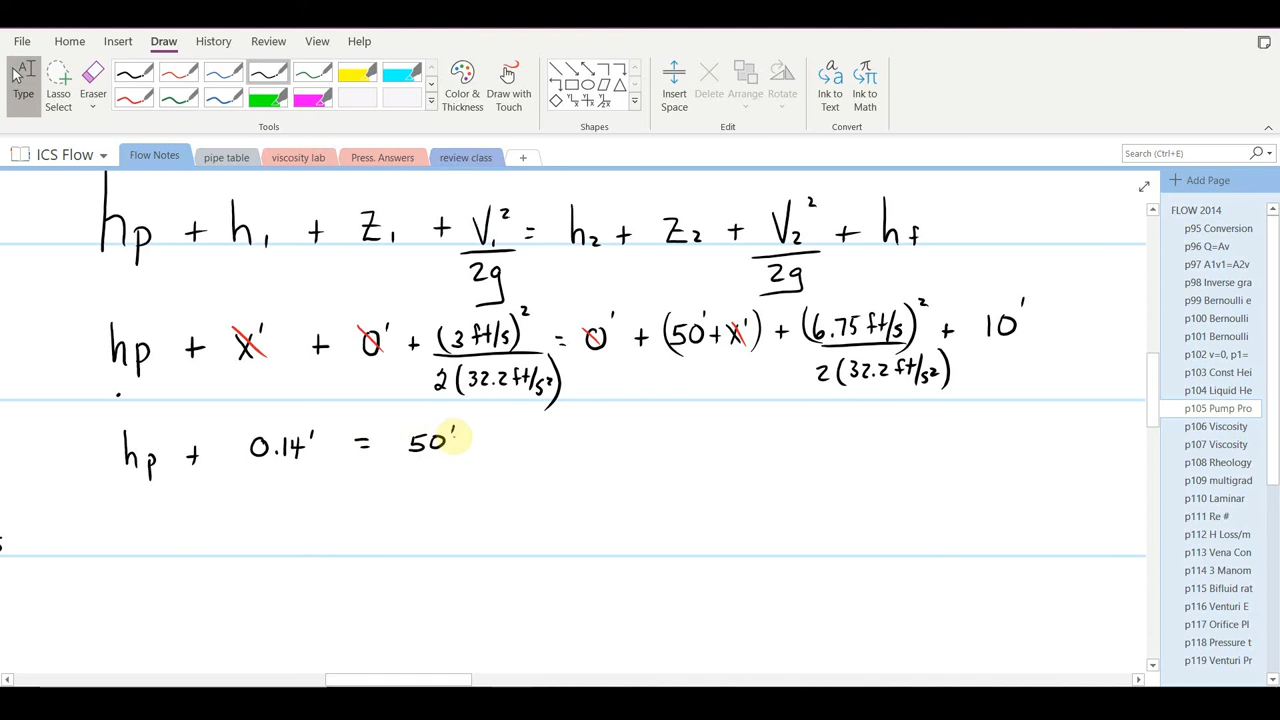 File Home Insert Draw History Review View Help
Type Lasso Select Eraser Color & Thickness Draw with Touch Insert Space Delete Arrange Rotate Ink to Text Ink to Math
Tools Shapes Edit Convert
ICS Flow Flow Notes pipe table viscosity lab Press. Answers review class + Search (Ctrl+E)
hp + h₁ + z₁ + V₁²/2g = h₂ + z₂ + V₂²/2g + hf
hp + x' + 0' + (3 ft/s)²/2(32.2 ft/s²) = 0' + (50'+x') + (6.75 ft/s)²/2(32.2 ft/s²) + 10'
hp + 0.14' = 50'
Add Page
FLOW 2014
p95 Conversion
p96 Q=Av
p97 A1v1=A2v
p98 Inverse gra
p99 Bernoulli e
p100 Bernoulli
p101 Bernoulli
p102 v=0, p1=
p103 Const Hei
p104 Liquid He
p105 Pump Pro
p106 Viscosity
p107 Viscosity
p108 Rheology
p109 multigrad
p110 Laminar
p111 Re #
p112 H Loss/m
p113 Vena Con
p114 3 Manom
p115 Bifluid rat
p116 Venturi E
p117 Orifice Pl
p118 Pressure t
p119 Venturi Pr